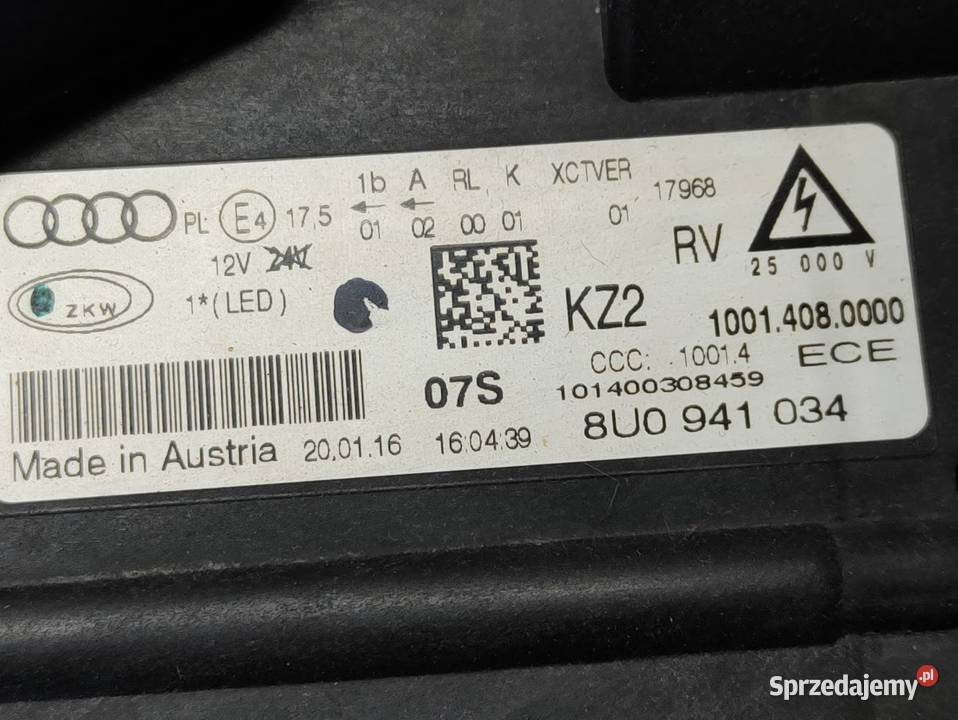 1b A RL K XCTVER
PL E4 17,5 01 02 00 01 01 17968
12V 24V RV
25 000 V
ZKW 1*(LED) KZ2 1001.408.0000
CCC: .1001.4 ECE
07S 101400308459
Made in Austria 20.01.16 16:04:39 8U0 941 034
Sprzedajemy.pl